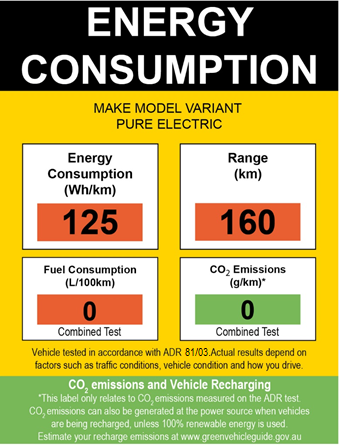 ENERGY
CONSUMPTION
MAKE MODEL VARIANT
PURE ELECTRIC
Energy
Consumption
(Wh/km)
125
Range
(km)
160
Fuel Consumption
(L/100km)
0
Combined Test
CO2 Emissions
(g/km)*
0
Combined Test
Vehicle tested in accordance with ADR 81/03.Actual results depend on
factors such as traffic conditions, vehicle condition and how you drive.
CO2 emissions and Vehicle Recharging
*This label only relates to CO2 emissions measured on the ADR test.
CO2 emissions can also be generated at the power source when vehicles
are being recharged, unless 100% renewable energy is used.
Estimate your recharge emissions at www.greenvehicleguide.gov.au